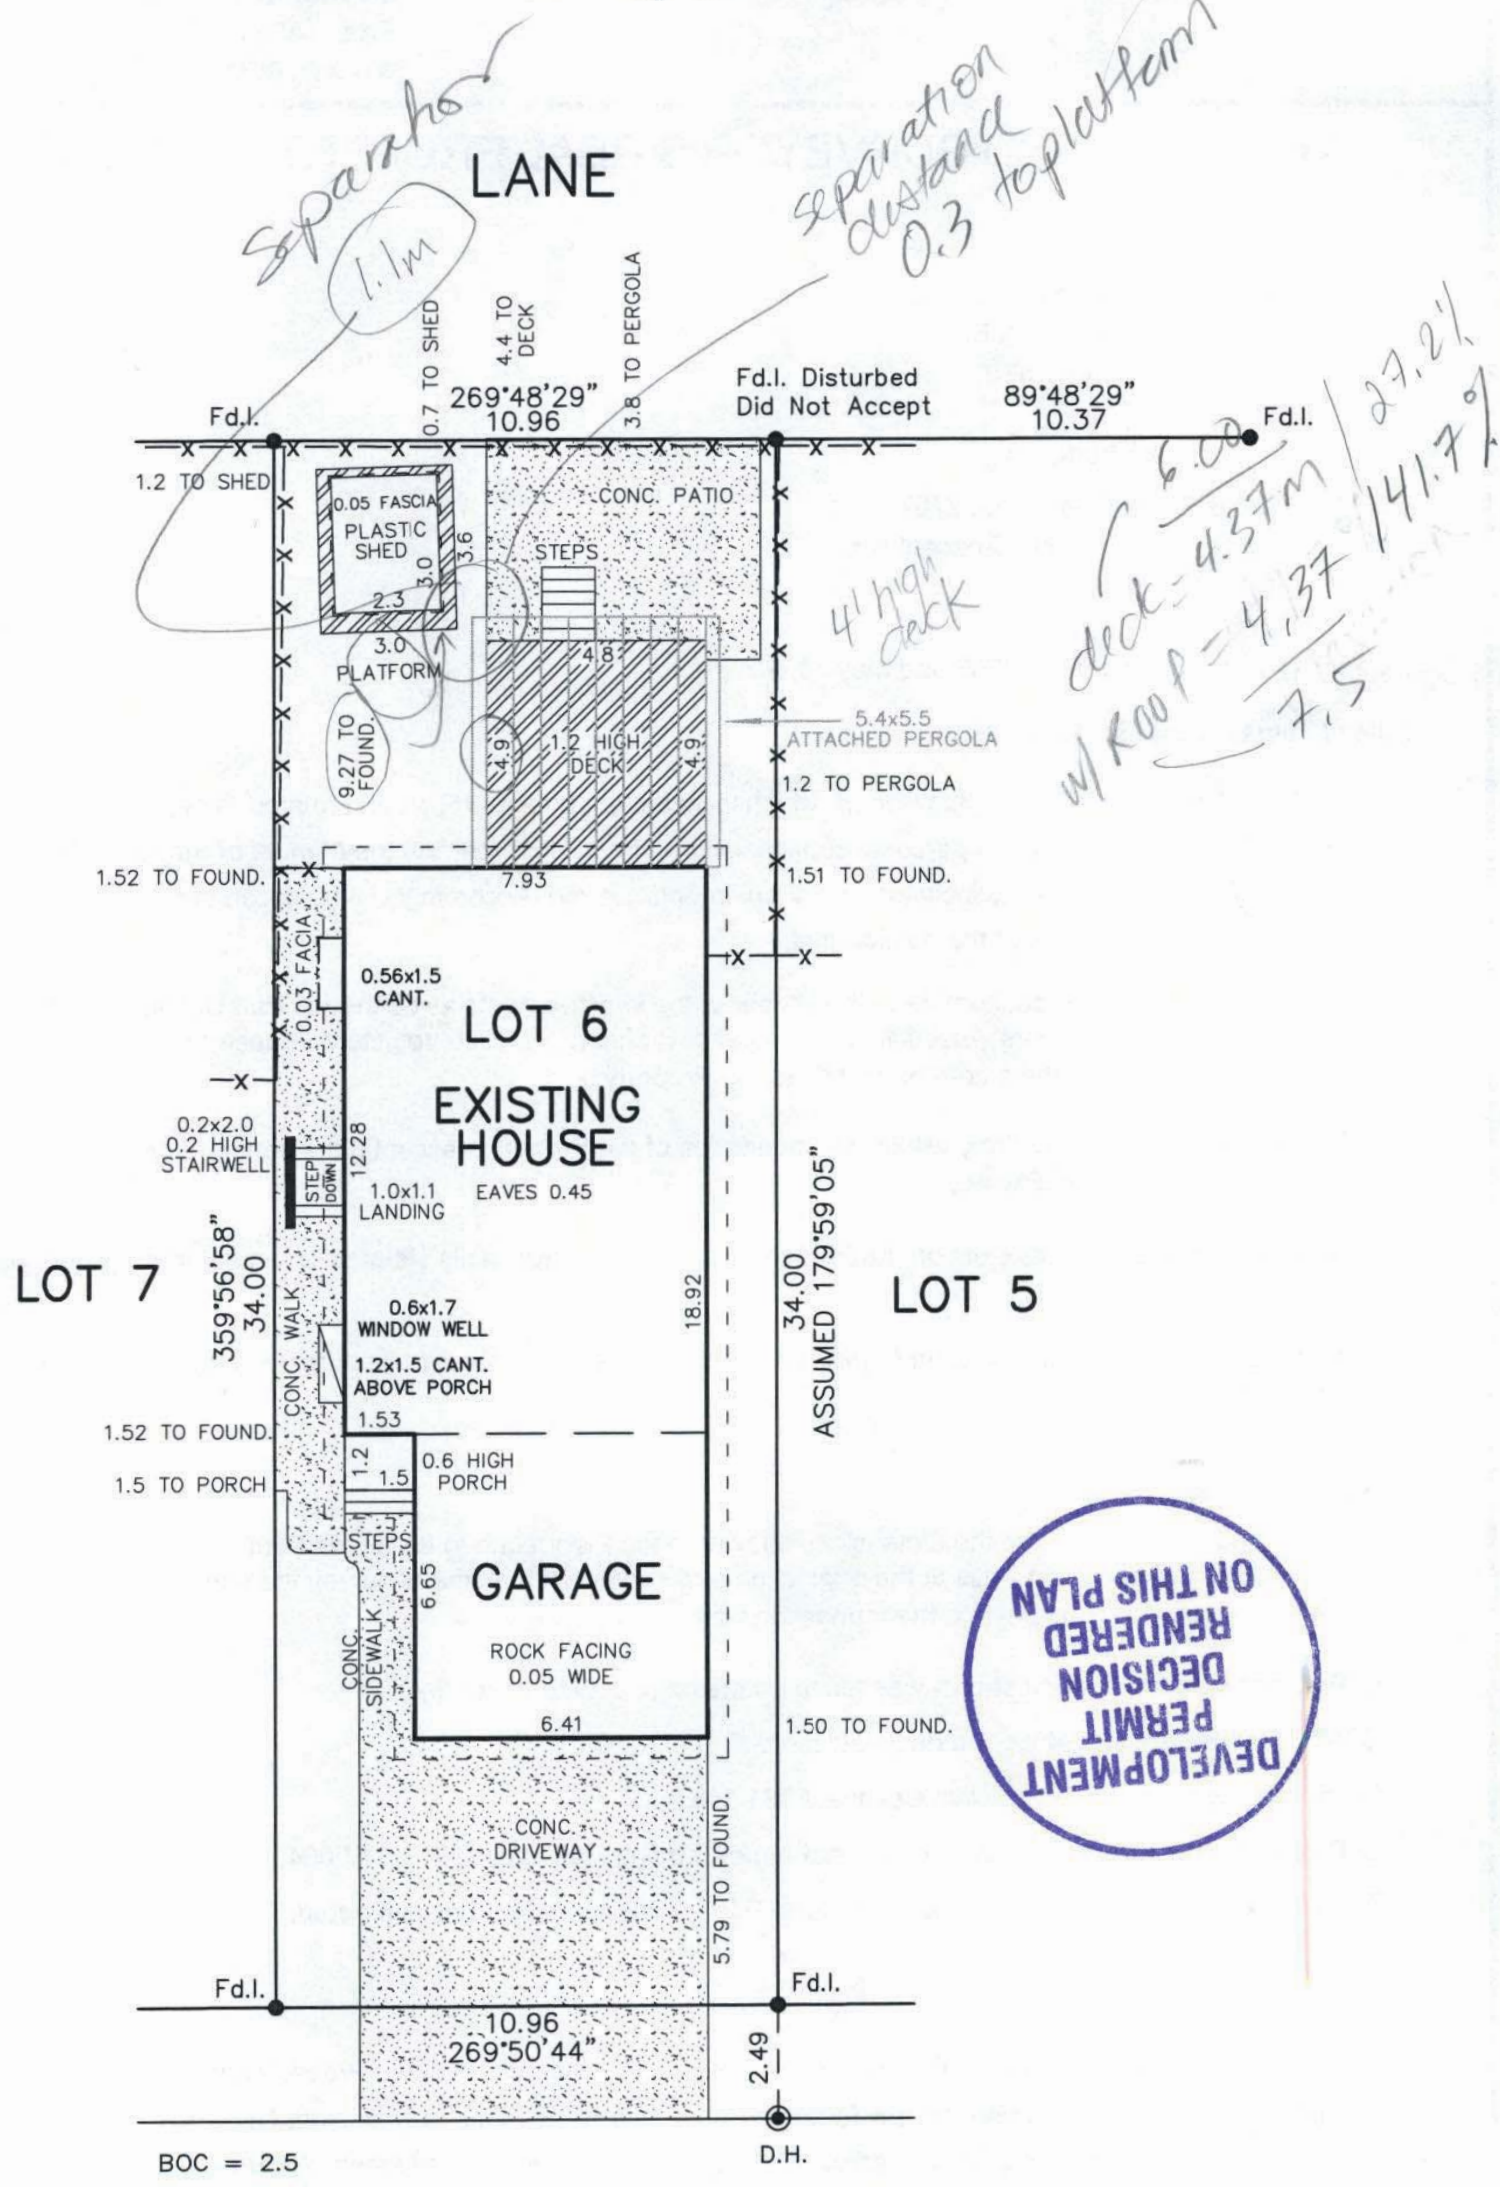 separatio
1.1m
LANE
separation
distance
0.3 to platform
0.7 TO SHED
4.4 TO
DECK
3.8 TO PERGOLA
Fd.I.
269°48'29"
10.96
Fd.I. Disturbed
Did Not Accept
89°48'29"
10.37
Fd.I.
6.00
deck = 4.37m / 27.2%
w/ ROOF = 4.37 / 41.7%
7.5
1.2 TO SHED
0.05 FASCIA
PLASTIC
SHED
3.0
3.6
2.3
3.0
PLATFORM
CONC. PATIO
STEPS
4' high
deck
4.8
9.27 TO
FOUND.
4.9
1.2 HIGH
DECK
4.9
5.4x5.5
ATTACHED PERGOLA
1.2 TO PERGOLA
1.52 TO FOUND.
7.93
1.51 TO FOUND.
0.03 FACIA
0.56x1.5
CANT.
LOT 6
EXISTING
HOUSE
EAVES 0.45
0.2x2.0
0.2 HIGH
STAIRWELL
STEP
DOWN
12.28
1.0x1.1
LANDING
LOT 7
359°56'58"
34.00
CONC. WALK
0.6x1.7
WINDOW WELL
1.2x1.5 CANT.
ABOVE PORCH
18.92
34.00
ASSUMED 179°59'05"
LOT 5
1.52 TO FOUND.
1.53
1.2
1.5
0.6 HIGH
PORCH
1.5 TO PORCH
STEPS
6.65
GARAGE
CONC.
SIDEWALK
ROCK FACING
0.05 WIDE
6.41
1.50 TO FOUND.
DEVELOPMENT
PERMIT
DECISION
RENDERED
ON THIS PLAN
CONC.
DRIVEWAY
5.79 TO FOUND.
Fd.I.
Fd.I.
10.96
269°50'44"
2.49
BOC = 2.5
D.H.